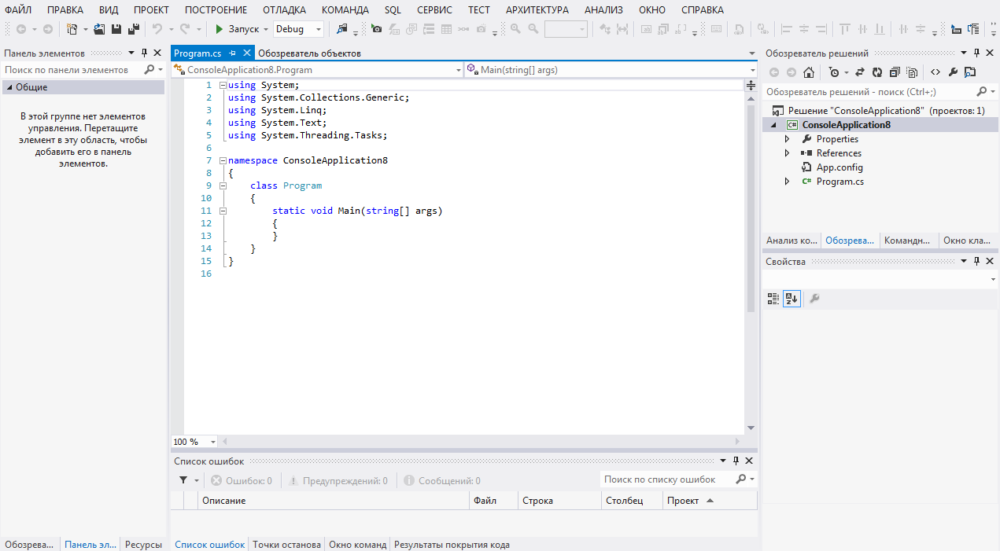 ФАЙЛ ПРАВКА ВИД ПРОЕКТ ПОСТРОЕНИЕ ОТЛАДКА КОМАНДА SQL СЕРВИС ТЕСТ АРХИТЕКТУРА АНАЛИЗ ОКНО СПРАВКА
Запуск Debug
Панель элементов
Поиск по панели элементов
Общие
В этой группе нет элементов
управления. Перетащите
элемент в эту область, чтобы
добавить его в панель
элементов.
Обозрева... Панель эл... Ресурсы
Program.cs Обозреватель объектов
ConsoleApplication8.Program Main(string[] args)
1 using System;
2 using System.Collections.Generic;
3 using System.Linq;
4 using System.Text;
5 using System.Threading.Tasks;
6
7 namespace ConsoleApplication8
8 {
9 class Program
10 {
11 static void Main(string[] args)
12 {
13 }
14 }
15 }
16
100 %
Список ошибок
Ошибок: 0 Предупреждений: 0 Сообщений: 0 Поиск по списку ошибок
Описание Файл Строка Столбец Проект
Список ошибок Точки останова Окно команд Результаты покрытия кода
Обозреватель решений
Обозреватель решений - поиск (Ctrl+;)
Решение "ConsoleApplication8" (проектов: 1)
C# ConsoleApplication8
Properties
References
App.config
C# Program.cs
Анализ ко... Обозрева... Командн... Окно кла...
Свойства